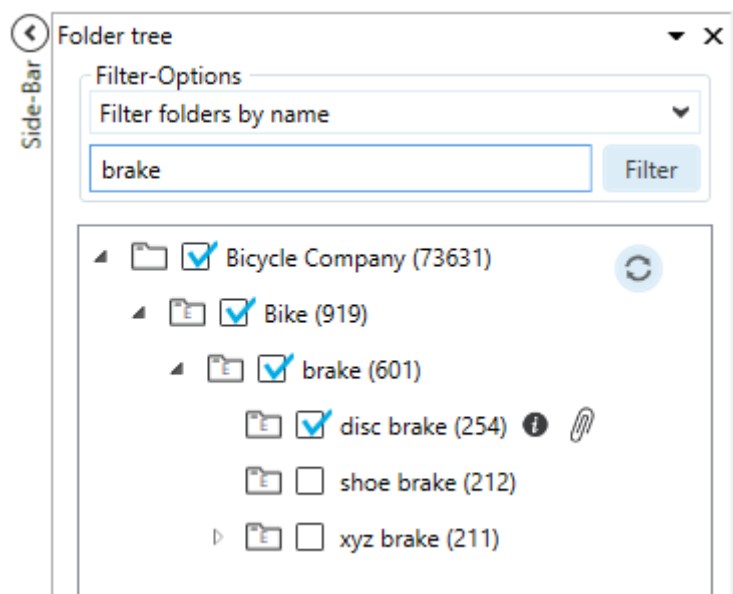 Folder tree
Side-Bar
Filter-Options
Filter folders by name
brake
Filter
Bicycle Company (73631)
Bike (919)
brake (601)
disc brake (254)
shoe brake (212)
xyz brake (211)